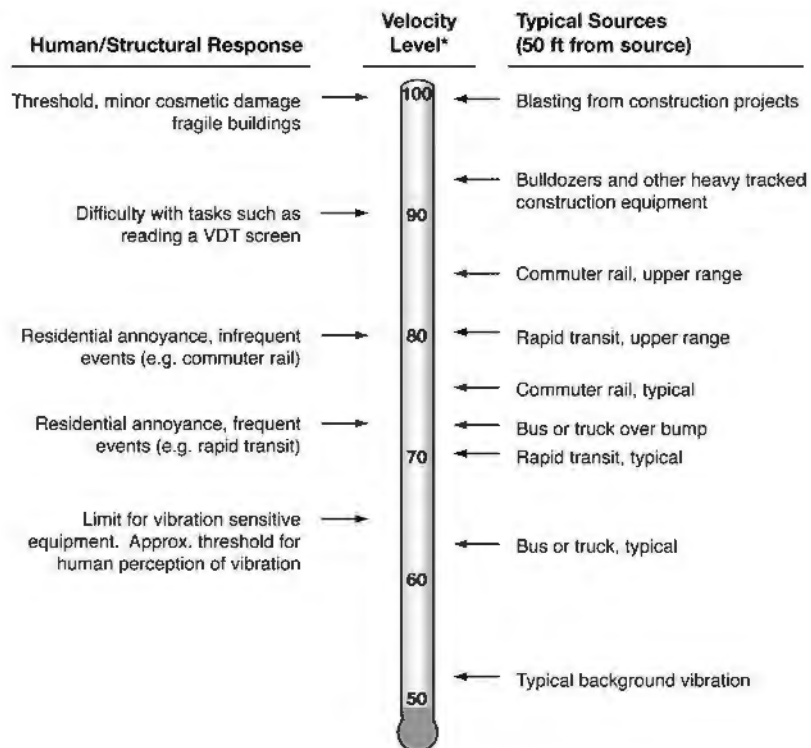 Human/Structural Response
Velocity
Level*
Typical Sources
(50 ft from source)
Threshold, minor cosmetic damage
fragile buildings
100
Blasting from construction projects
Bulldozers and other heavy tracked
construction equipment
Difficulty with tasks such as
reading a VDT screen
90
Commuter rail, upper range
Residential annoyance, infrequent
events (e.g. commuter rail)
80
Rapid transit, upper range
Commuter rail, typical
Residential annoyance, frequent
events (e.g. rapid transit)
Bus or truck over bump
70
Rapid transit, typical
Limit for vibration sensitive
equipment. Approx. threshold for
human perception of vibration
Bus or truck, typical
60
Typical background vibration
50